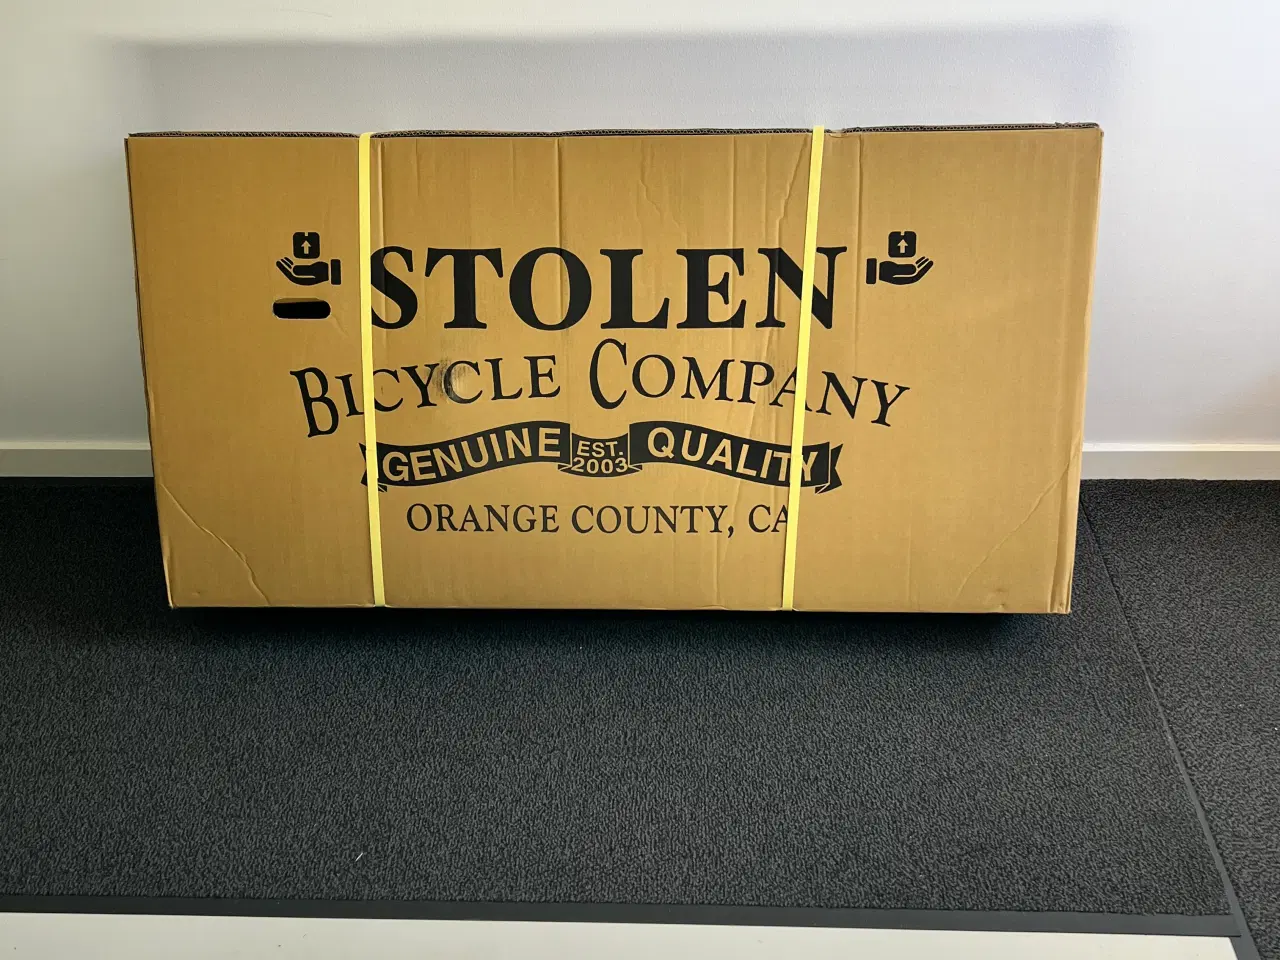 STOLEN
BICYCLE COMPANY
GENUINE EST. 2003 QUALITY
ORANGE COUNTY, CA